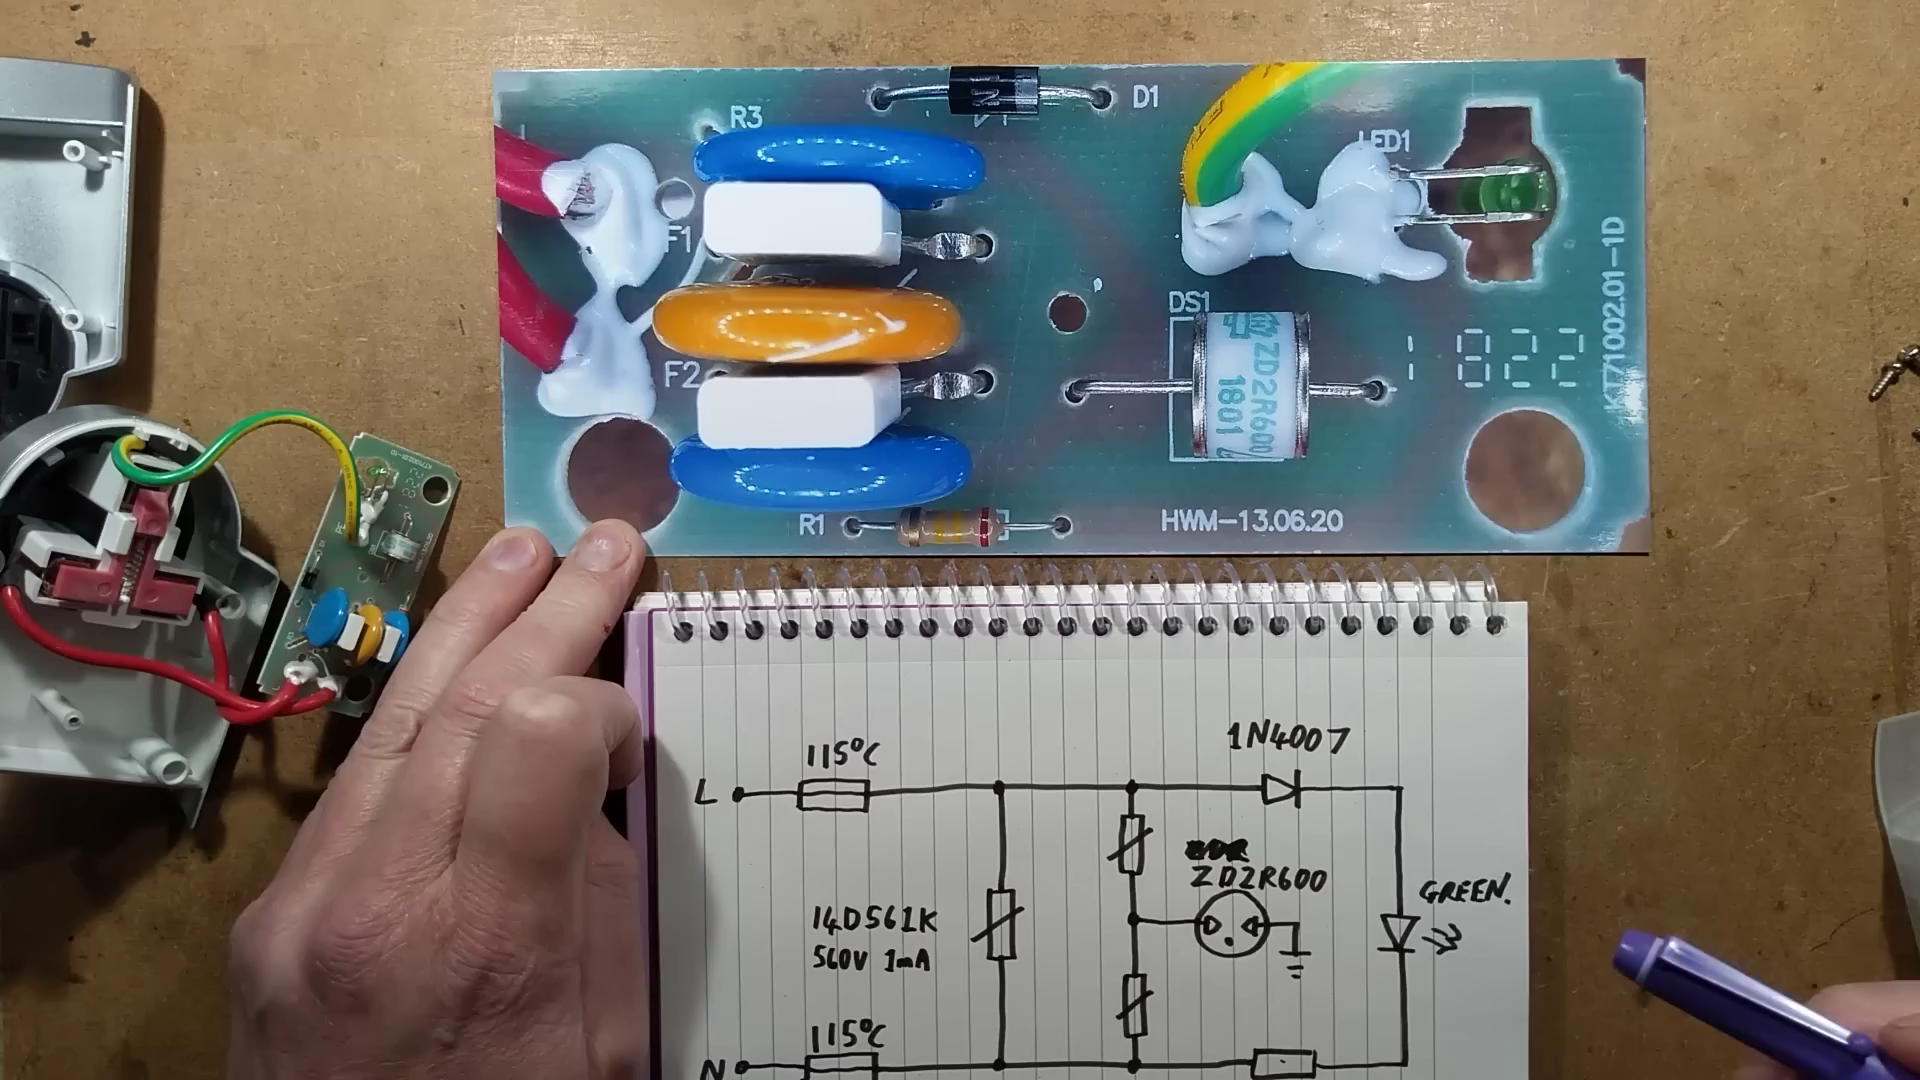 D1
R3
LED1
F1
DS1
ZD2R600
1801
F2
1822
KT71002.01-1D
R1
HWM-13.06.20
1N4007
115°C
L
ZD2R600
GREEN.
14D561K
560V 1mA
115°C
N